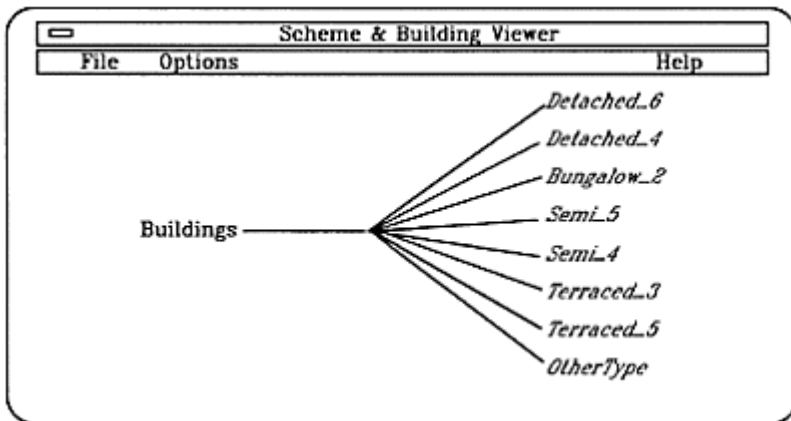 Scheme & Building Viewer
File Options Help
Detached_6
Detached_4
Bungalow_2
Semi_5
Buildings
Semi_4
Terraced_3
Terraced_5
OtherType